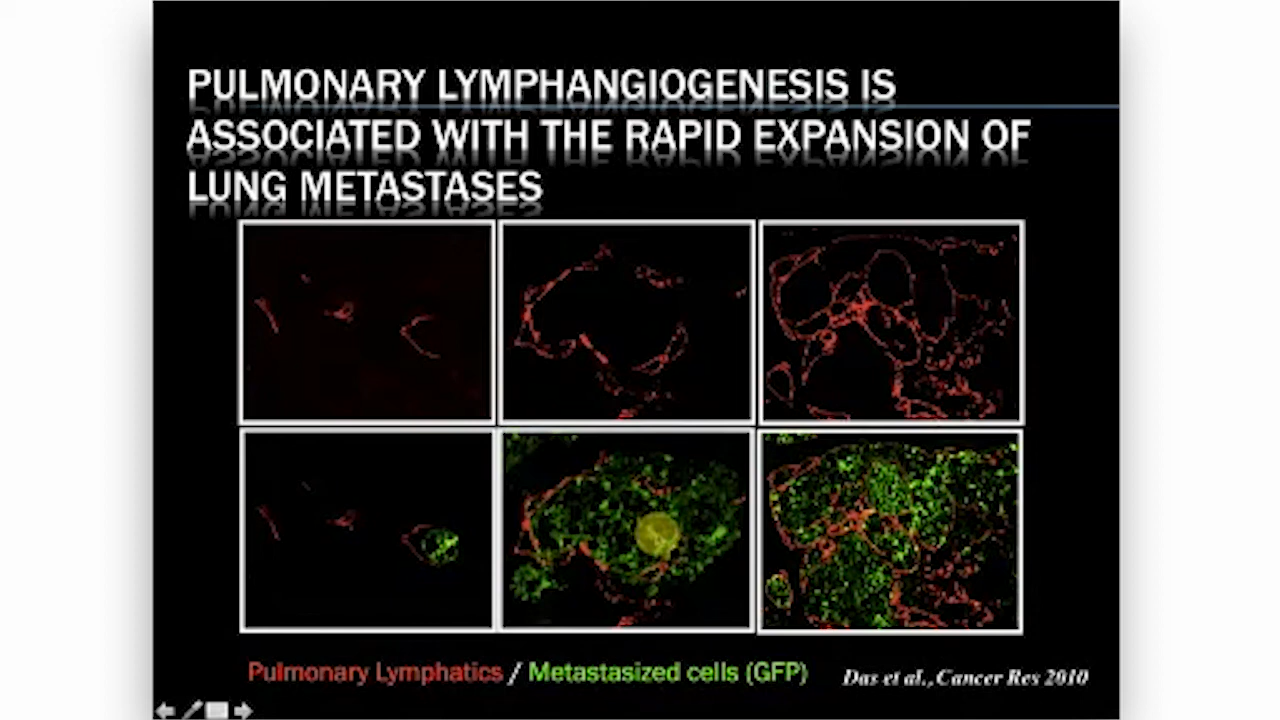 PULMONARY LYMPHANGIOGENESIS IS
ASSOCIATED WITH THE RAPID EXPANSION OF
LUNG METASTASES
Pulmonary Lymphatics / Metastasized cells (GFP)
Das et al., Cancer Res 2010